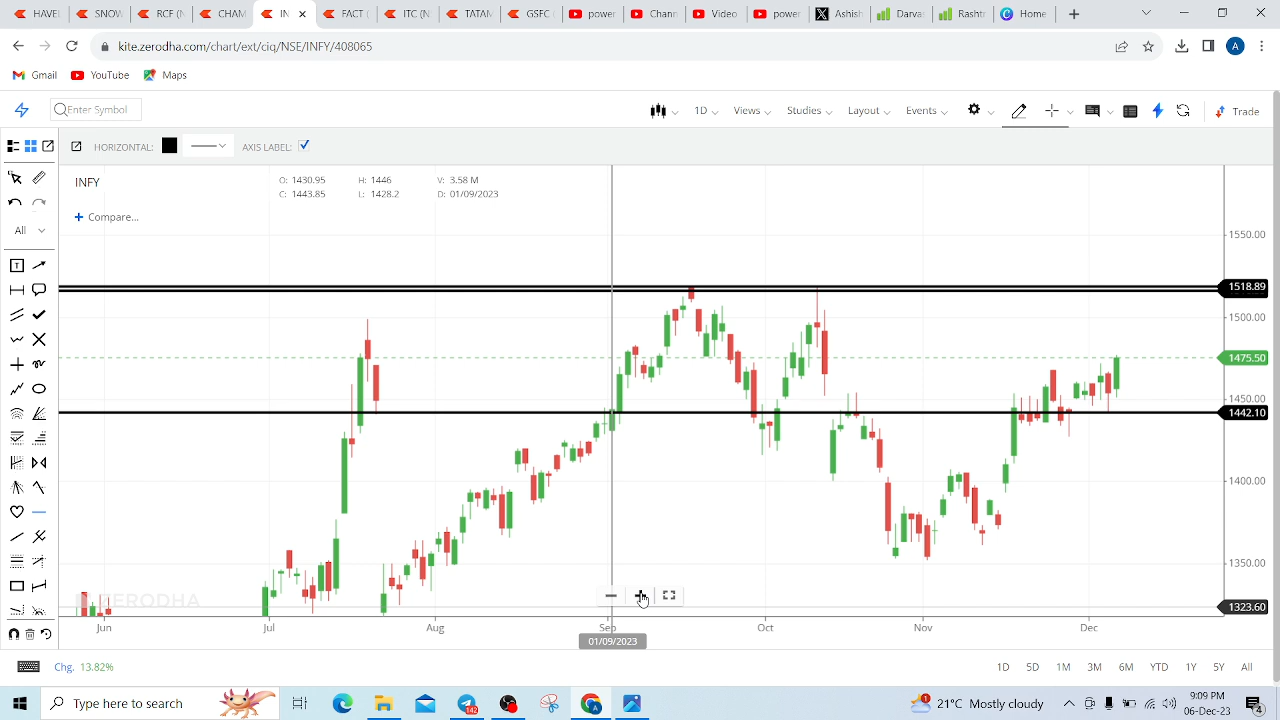 HAVEL
SNOW
RCF (N
CHAM
IN
FACT (
ITC (N
TATAN
GSFC (
power
Chann
Video
power
Ashish
Darvas
Rashtr
Home
kite.zerodha.com/chart/ext/ciq/NSE/INFY/408065
A
Gmail YouTube Maps
Enter Symbol
1D Views Studies Layout Events Trade
HORIZONTAL: AXIS LABEL:
INFY
O: 1430.95 H: 1446 V: 3.58 M
C: 1443.85 L: 1428.2 D: 01/09/2023
+ Compare...
All
T
1550.00
1518.89
1500.00
1475.50
1450.00
1442.10
1400.00
1350.00
1323.60
ZERODHA
Jun Jul Aug Sep Oct Nov Dec
01/09/2023
Chg. 13.82%
1D 5D 1M 3M 6M YTD 1Y 5Y All
Type here to search
142
21°C Mostly cloudy
9:09 PM
06-Dec-23
4